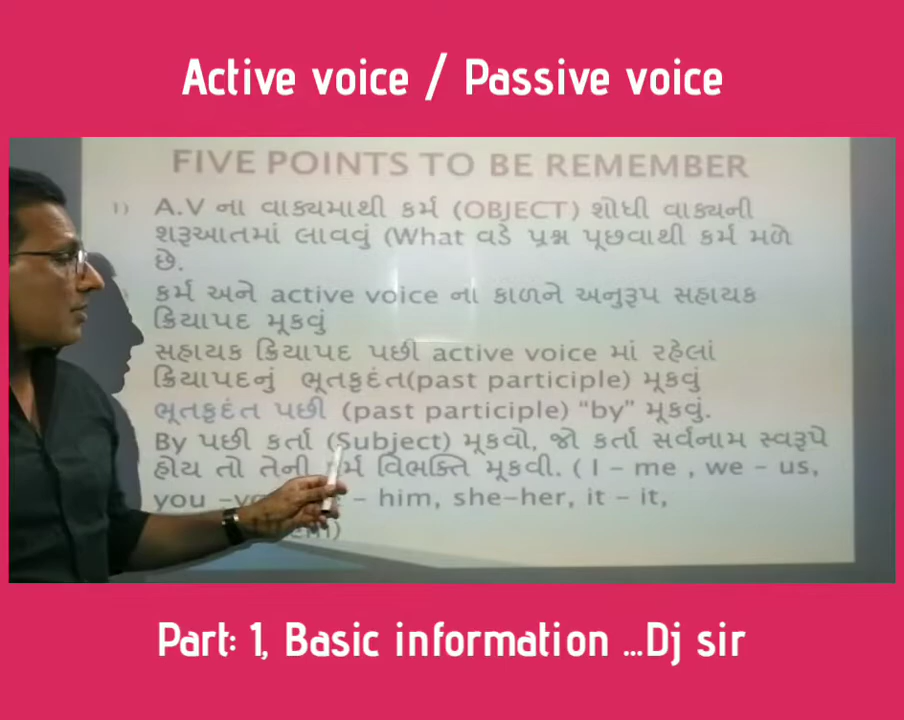 Active voice / Passive voice
FIVE POINTS TO BE REMEMBER
1) A.V ના વાક્યમાથી કર્મ (OBJECT) શોધી વાક્યની
શરૂઆતમાં લાવવું (What વડે પ્રશ્ન પૂછવાથી કર્મ મળે
છે.
કર્મ અને active voice ના કાળને અનુરૂપ સહાયક
ક્રિયાપદ મૂકવું
સહાયક ક્રિયાપદ પછી active voice માં રહેલાં
ક્રિયાપદનું ભૂતકૃદંત(past participle) મૂકવું
ભૂતકૃદંત પછી (past participle) “by” મૂકવું.
By પછી કર્તા (Subject) મૂકવો, જો કર્તા સર્વનામ સ્વરૂપે
હોય તો તેની વિભક્તિ મૂકવી. ( I – me , we – us,
you – – him, she–her, it – it,
Part: 1, Basic information ...Dj sir